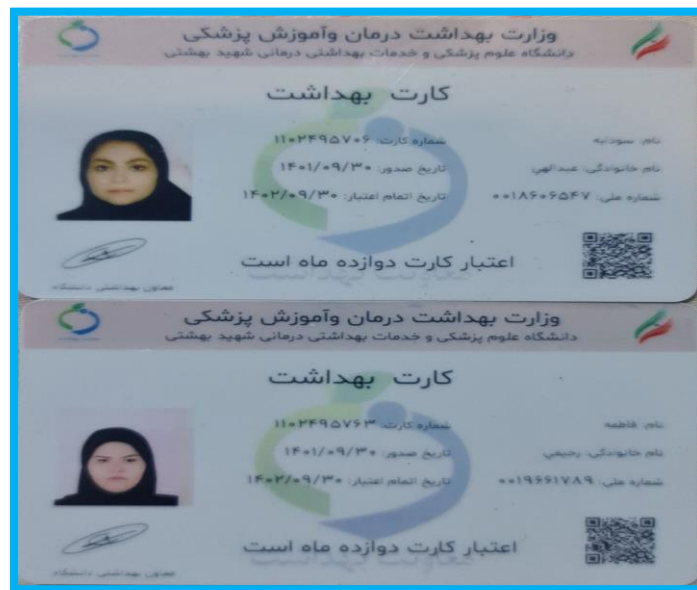 وزارت بهداشت درمان وآموزش پزشکی
دانشگاه علوم پزشکی و خدمات بهداشتی درمانی شهید بهشتی
کارت بهداشت
نام: سودابه
شماره کارت: ۱۱۰۲۴۹۵۷۰۶
نام خانوادگی: عبدالهي
تاریخ صدور: ۱۴۰۱/۰۹/۳۰
شماره ملی: ۰۰۱۸۶۰۶۵۴۷
تاریخ اتمام اعتبار: ۱۴۰۲/۰۹/۳۰
اعتبار کارت دوازده ماه است
معاون بهداشتی دانشگاه
وزارت بهداشت درمان وآموزش پزشکی
دانشگاه علوم پزشکی و خدمات بهداشتی درمانی شهید بهشتی
کارت بهداشت
نام: فاطمه
شماره کارت: ۱۱۰۲۴۹۵۷۶۳
نام خانوادگی: رحیمي
تاریخ صدور: ۱۴۰۱/۰۹/۳۰
شماره ملی: ۰۰۱۹۶۶۱۷۸۹
تاریخ اتمام اعتبار: ۱۴۰۲/۰۹/۳۰
اعتبار کارت دوازده ماه است
معاون بهداشتی دانشگاه